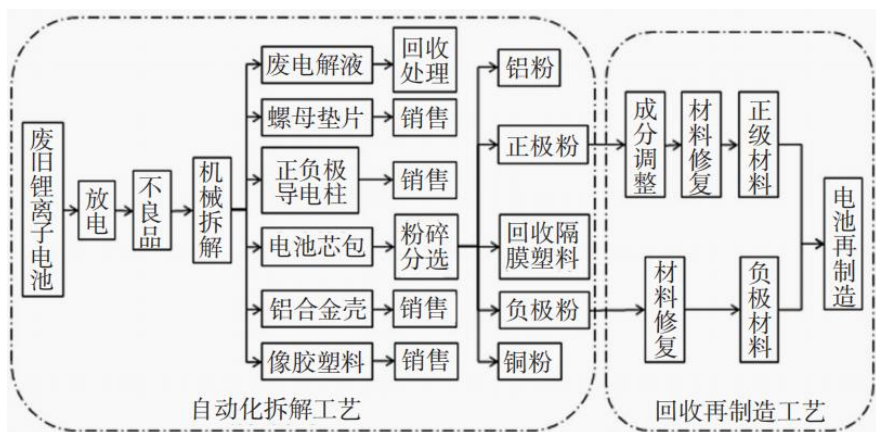 废旧锂离子电池
放电
不良品
机械拆解
废电解液
回收
处理
螺母垫片
销售
正负极
导电柱
销售
电池芯包
粉碎
分选
铝合金壳
销售
像胶塑料
销售
铝粉
正极粉
回收隔
膜塑料
负极粉
铜粉
自动化拆解工艺
成分调整
材料修复
正级材料
材料修复
负极材料
电池再制造
回收再制造工艺